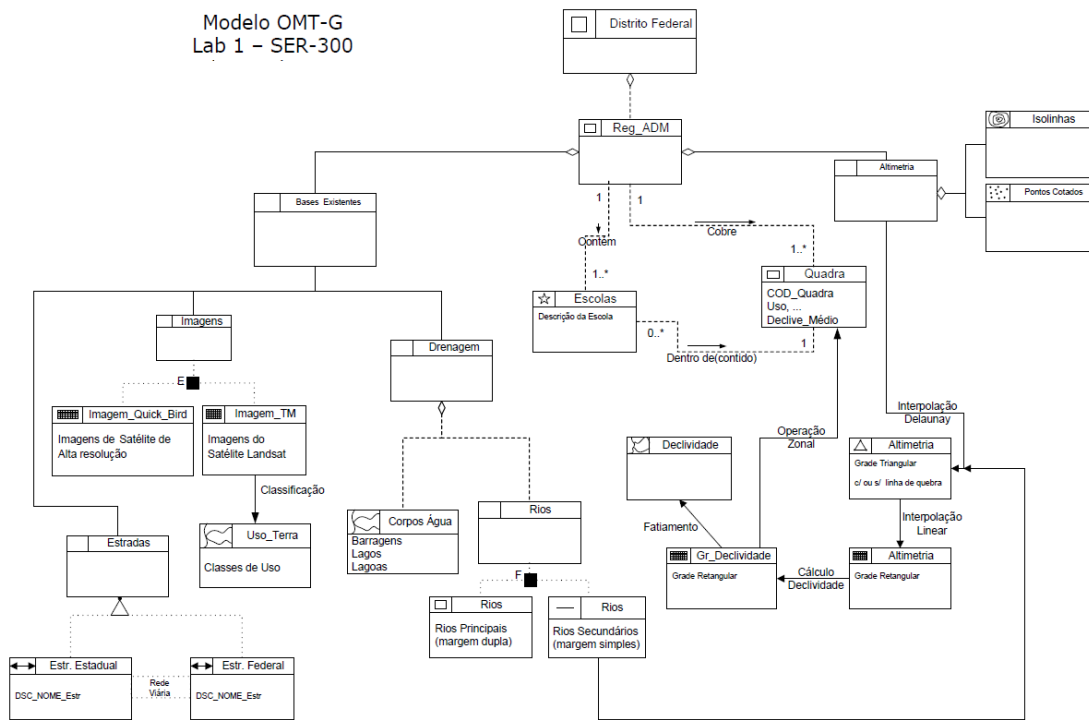 Modelo OMT-G
Lab 1 – SER-300
Distrito Federal
Reg_ADM
Isolinhas
Altimetria
Pontos Cotados
Bases Existentes
1
1
Contém
Cobre
1..*
1..*
Quadra
COD_Quadra
Uso, ...
Declive_Médio
Escolas
Descrição da Escola
0..*
1
Dentro de(contido)
Imagens
Drenagem
E
Imagem_Quick_Bird
Imagens de Satélite de
Alta resolução
Imagem_TM
Imagens do
Satélite Landsat
Classificação
Uso_Terra
Classes de Uso
Corpos Água
Barragens
Lagos
Lagoas
Rios
F
Rios
Rios Principais
(margem dupla)
Rios
Rios Secundários
(margem simples)
Declividade
Operação
Zonal
Interpolação
Delaunay
Altimetria
Grade Triangular
c/ ou s/ linha de quebra
Fatiamento
Interpolação
Linear
Gr_Declividade
Grade Retangular
Cálculo
Declividade
Altimetria
Grade Retangular
Estradas
Estr. Estadual
DSC_NOME_Estr
Rede
Viária
Estr. Federal
DSC_NOME_Estr